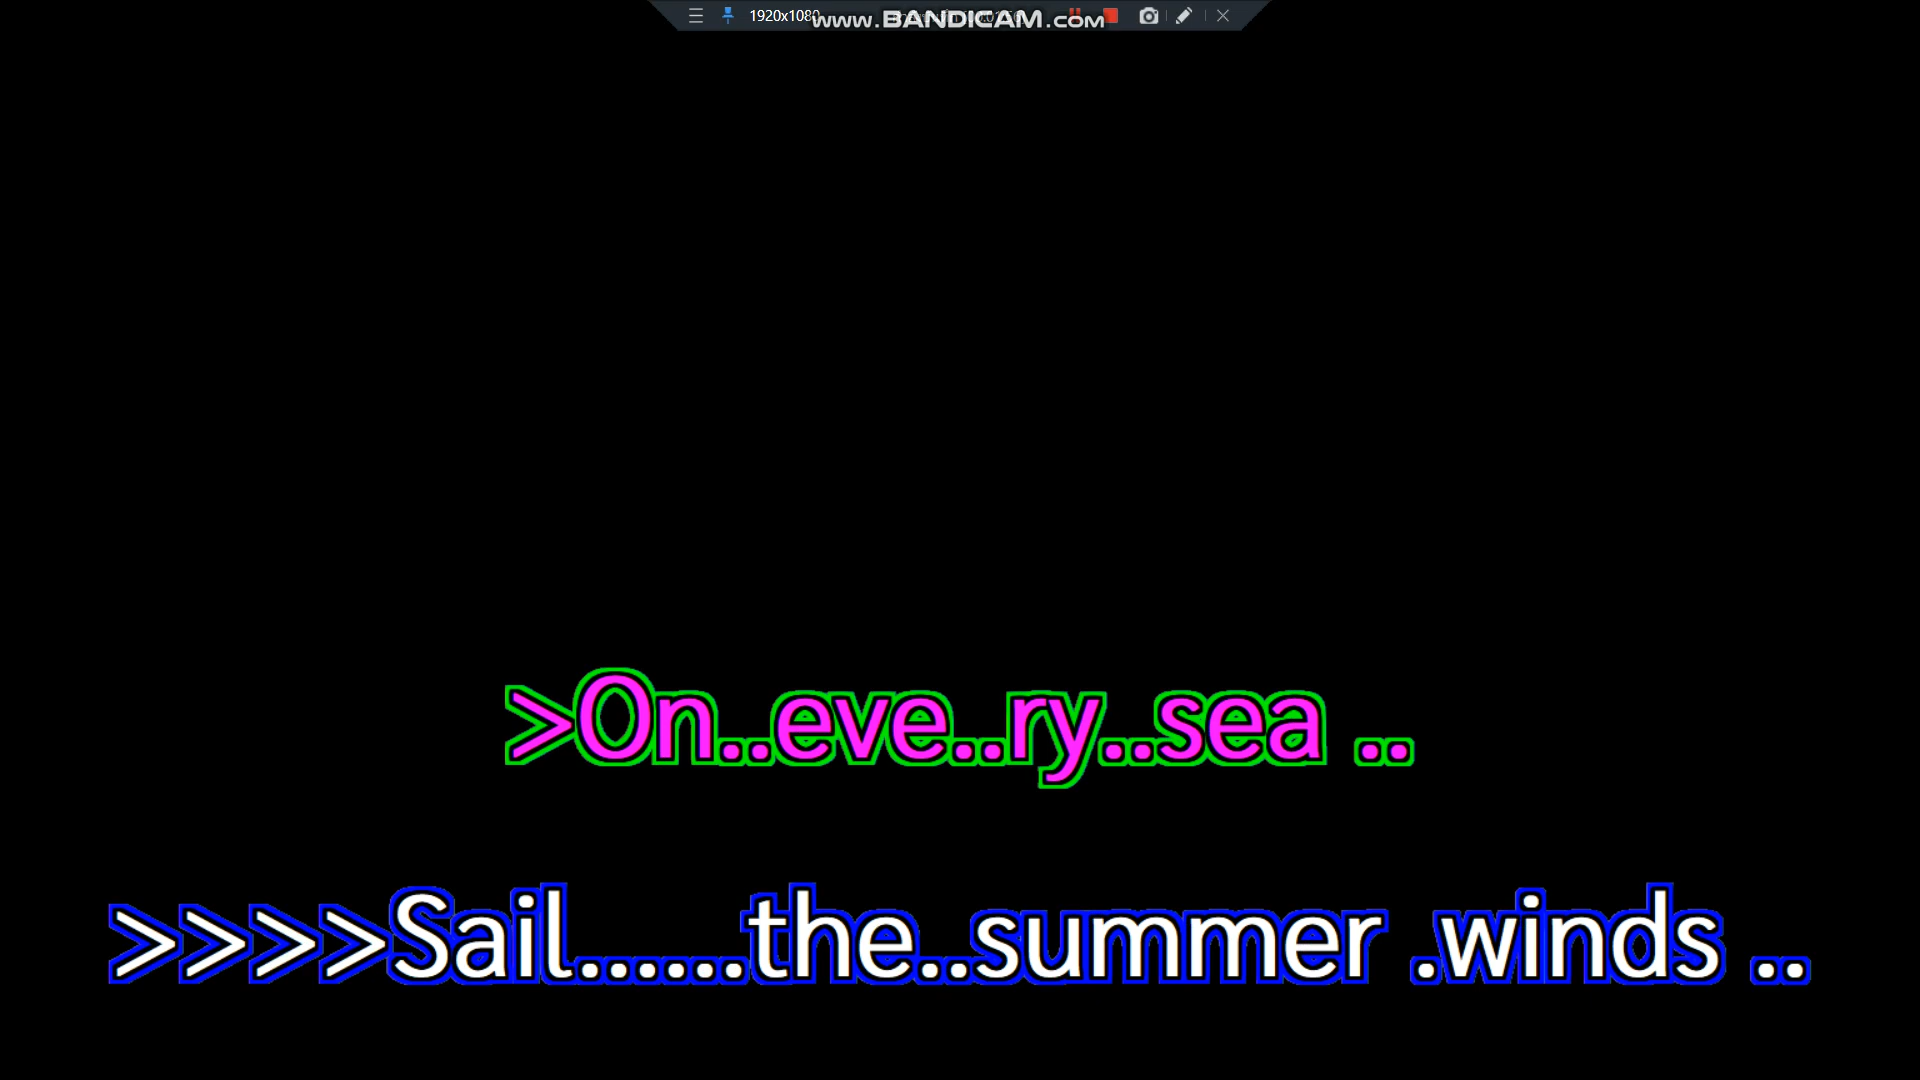 1920x1080
www.BANDICAM.com
>On..eve..ry..sea ..
>>>>Sail......the..summer .winds ..